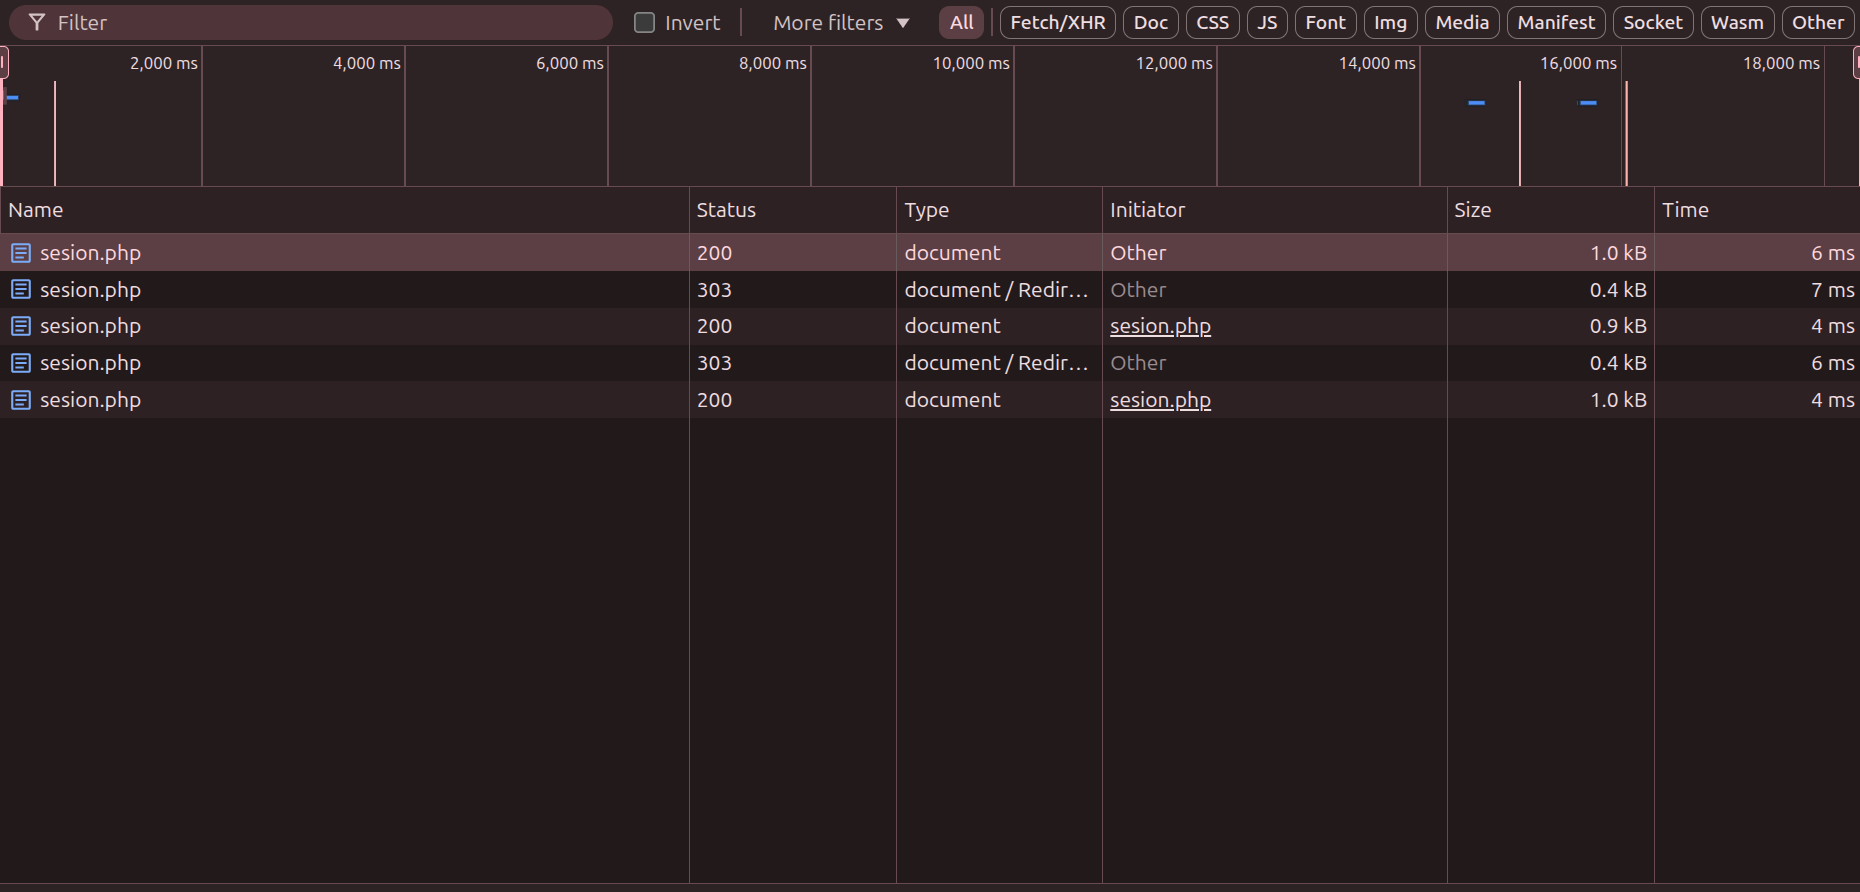 Filter Invert More filters All Fetch/XHR Doc CSS JS Font Img Media Manifest Socket Wasm Other
2,000 ms 4,000 ms 6,000 ms 8,000 ms 10,000 ms 12,000 ms 14,000 ms 16,000 ms 18,000 ms
Name Status Type Initiator Size Time
sesion.php 200 document Other 1.0 kB 6 ms
sesion.php 303 document / Redir… Other 0.4 kB 7 ms
sesion.php 200 document sesion.php 0.9 kB 4 ms
sesion.php 303 document / Redir… Other 0.4 kB 6 ms
sesion.php 200 document sesion.php 1.0 kB 4 ms